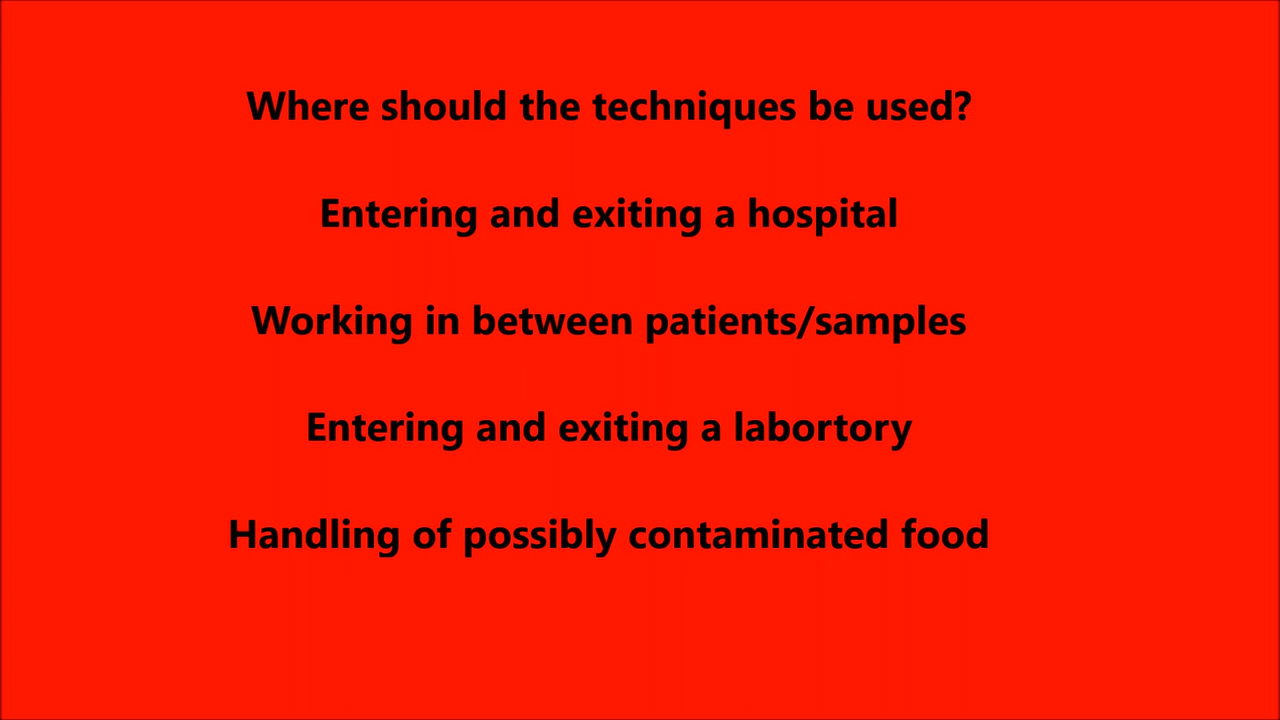 Where should the techniques be used?
Entering and exiting a hospital
Working in between patients/samples
Entering and exiting a labortory
Handling of possibly contaminated food